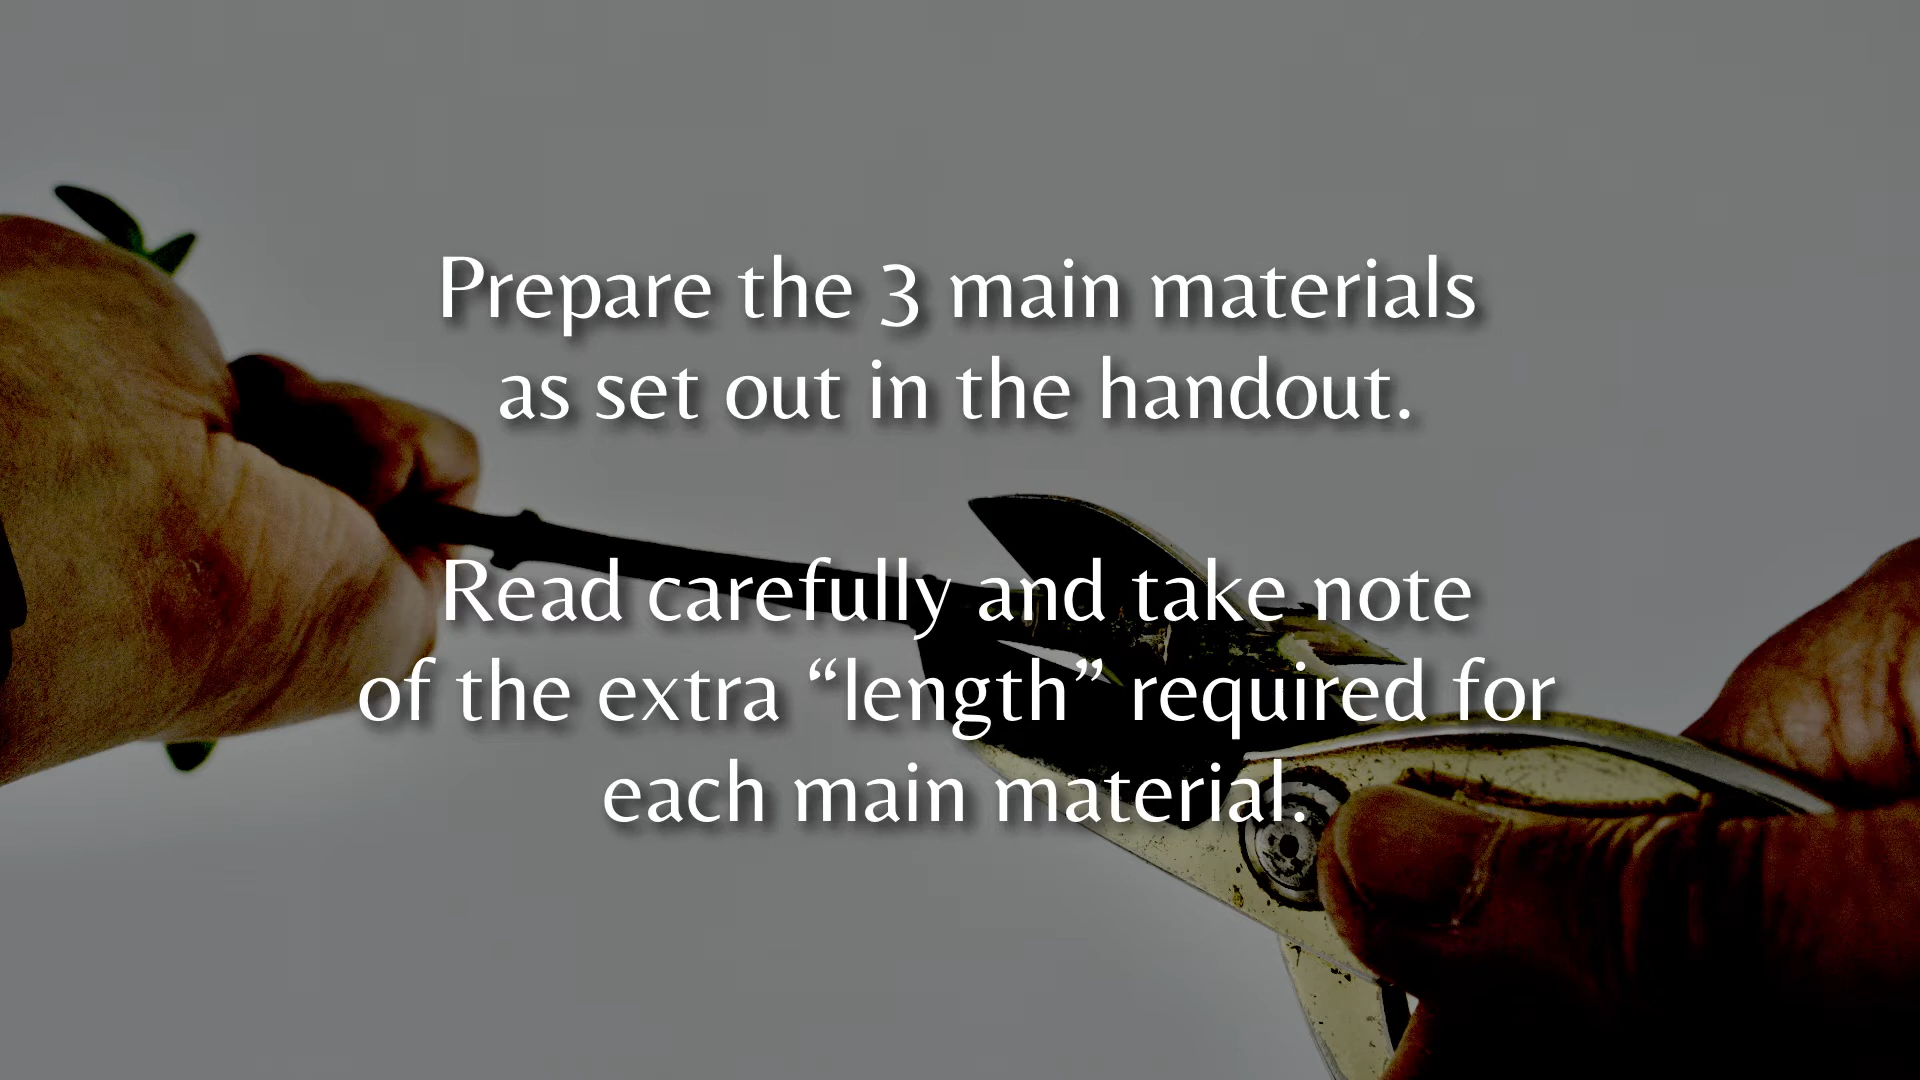 Prepare the 3 main materials
as set out in the handout.
Read carefully and take note
of the extra “length” required for
each main material.